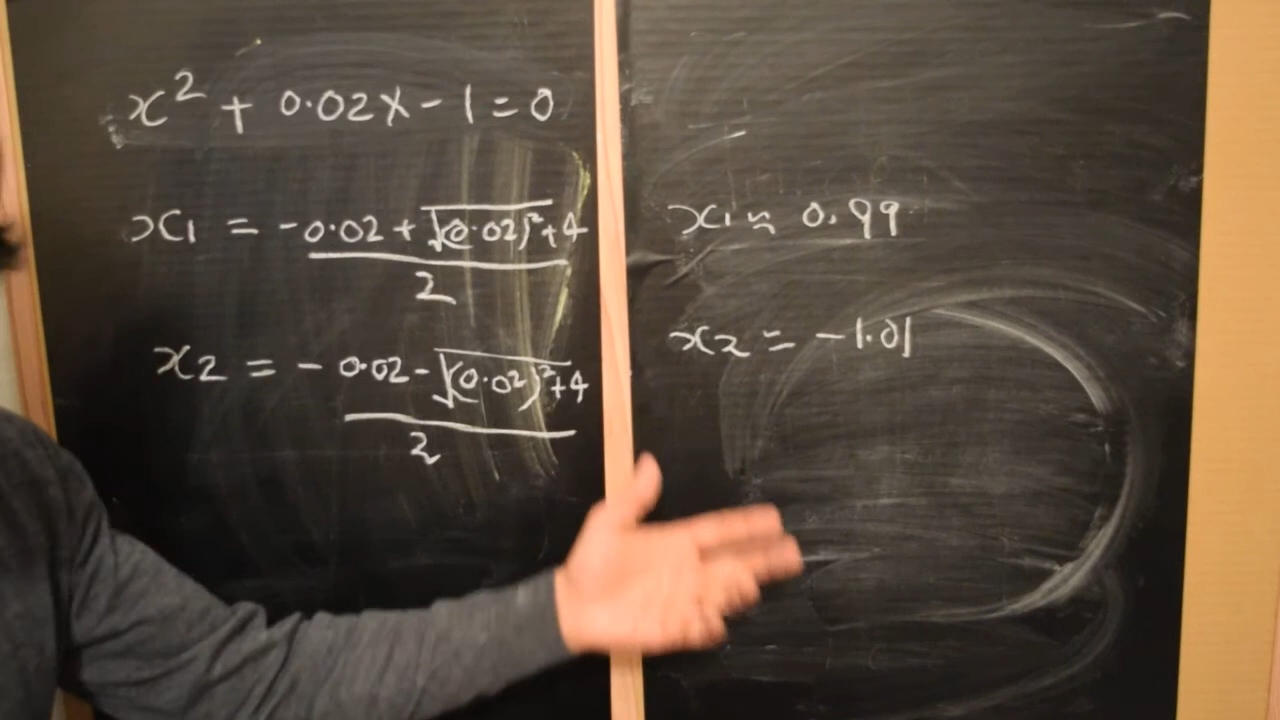 x² + 0.02x - 1 = 0
x1 = -0.02 + √(0.02)² + 4
2
x2 = - 0.02 - √(0.02)² + 4
2
x1 ≈ 0.99
x2 ≈ -1.01